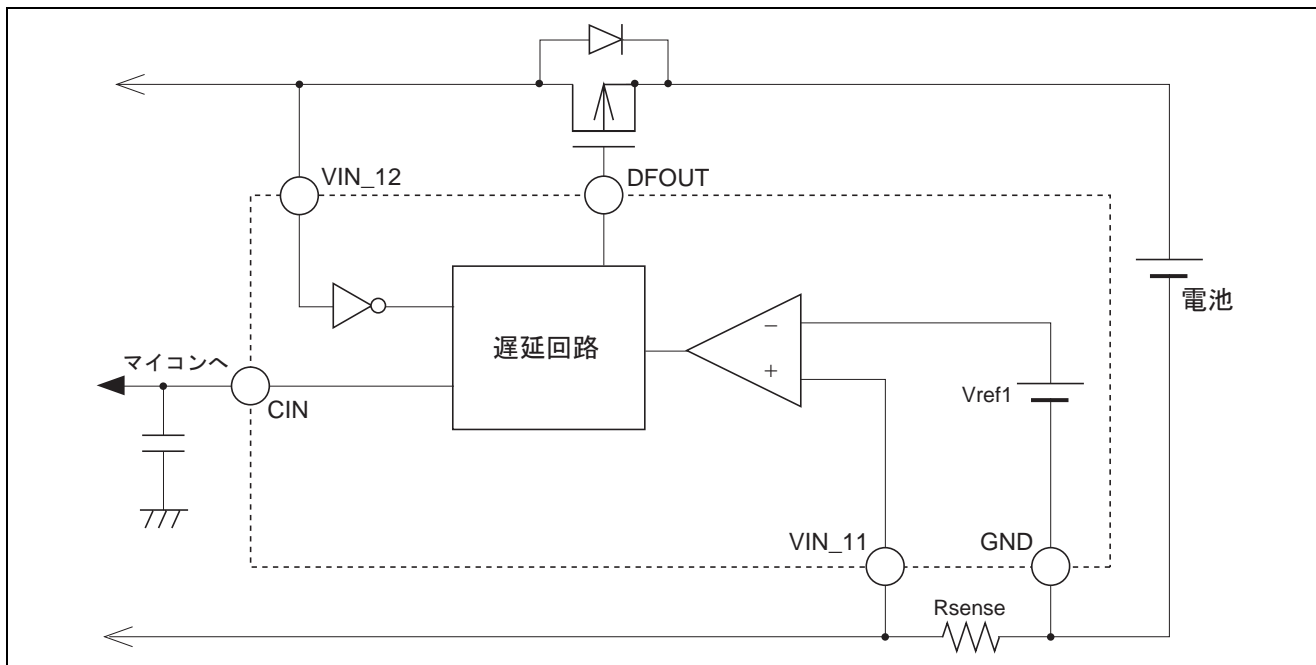 VIN_12
DFOUT
電池
遅延回路
−
+
Vref1
マイコンへ
CIN
VIN_11
GND
Rsense